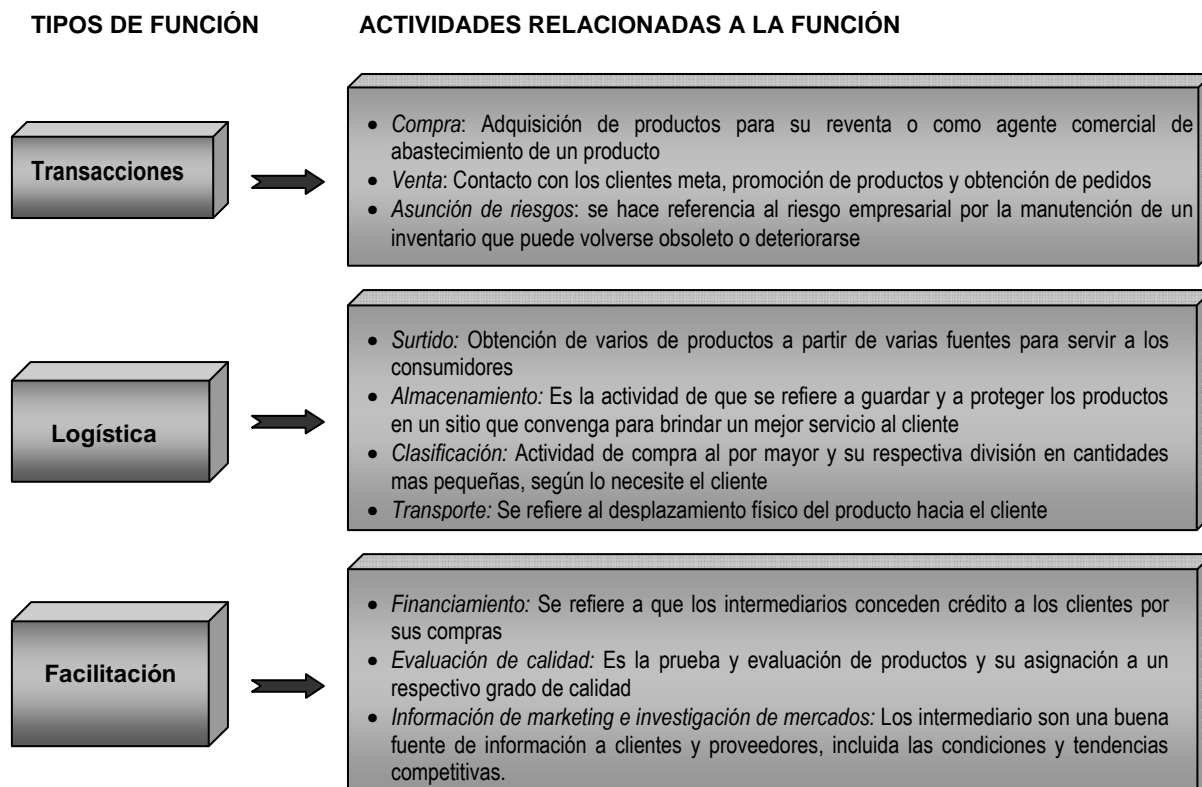 TIPOS DE FUNCIÓN
ACTIVIDADES RELACIONADAS A LA FUNCIÓN
Transacciones
• Compra: Adquisición de productos para su reventa o como agente comercial de
abastecimiento de un producto
• Venta: Contacto con los clientes meta, promoción de productos y obtención de pedidos
• Asunción de riesgos: se hace referencia al riesgo empresarial por la manutención de un
inventario que puede volverse obsoleto o deteriorarse
Logística
• Surtido: Obtención de varios de productos a partir de varias fuentes para servir a los
consumidores
• Almacenamiento: Es la actividad de que se refiere a guardar y a proteger los productos
en un sitio que convenga para brindar un mejor servicio al cliente
• Clasificación: Actividad de compra al por mayor y su respectiva división en cantidades
mas pequeñas, según lo necesite el cliente
• Transporte: Se refiere al desplazamiento físico del producto hacia el cliente
Facilitación
• Financiamiento: Se refiere a que los intermediarios conceden crédito a los clientes por
sus compras
• Evaluación de calidad: Es la prueba y evaluación de productos y su asignación a un
respectivo grado de calidad
• Información de marketing e investigación de mercados: Los intermediario son una buena
fuente de información a clientes y proveedores, incluida las condiciones y tendencias
competitivas.